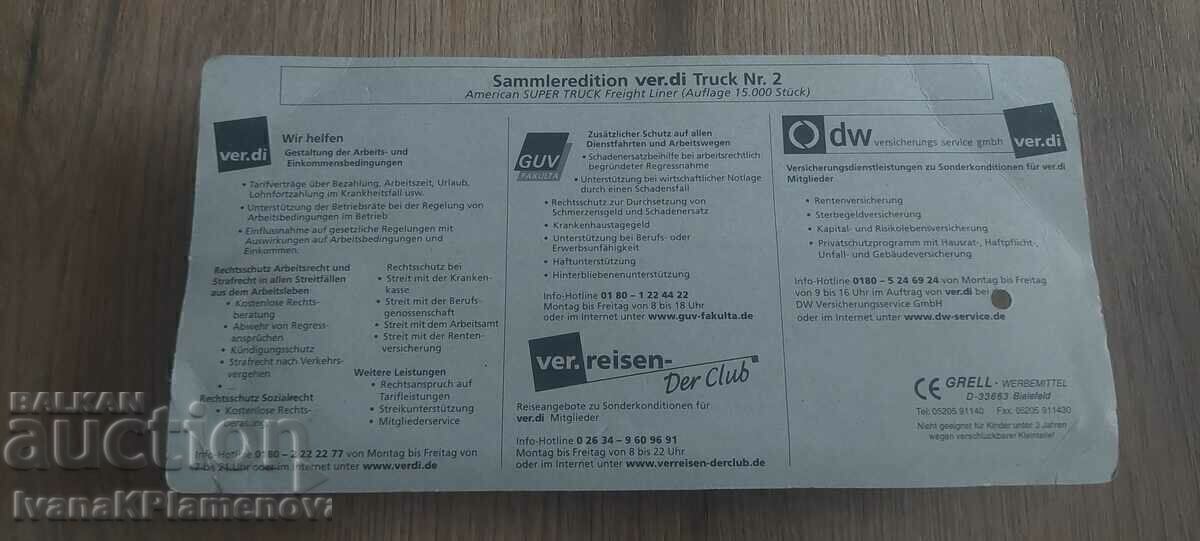 Sammleredition ver.di Truck Nr. 2
American SUPER TRUCK Freight Liner (Auflage 15.000 Stück)
ver.di
Wir helfen
Gestaltung der Arbeits- und
Einkommensbedingungen
• Tarifverträge über Bezahlung, Arbeitszeit, Urlaub,
Lohnfortzahlung im Krankheitsfall usw.
• Unterstützung der Betriebsräte bei der Regelung von
Arbeitsbedingungen im Betrieb
• Einflussnahme auf gesetzliche Regelungen mit
Auswirkungen auf Arbeitsbedingungen und
Einkommen.
Rechtsschutz Arbeitsrecht und
Strafrecht in allen Streitfällen
aus dem Arbeitsleben
• Kostenlose Rechts-
beratung
• Abwehr von Regress-
ansprüchen
• Kündigungsschutz
• Strafrecht nach Verkehrs-
vergehen
• ...
Rechtsschutz Sozialrecht
• Kostenlose Rechts-
beratung
Rechtsschutz bei
• Streit mit der Kranken-
kasse
• Streit mit der Berufs-
genossenschaft
• Streit mit dem Arbeitsamt
• Streit mit der Renten-
versicherung
Weitere Leistungen
• Rechtsanspruch auf
Tarifleistungen
• Streikunterstützung
• Mitgliederservice
Info-Hotline 0180 - 2 22 22 77 von Montag bis Freitag
7 bis 21 Uhr oder im Internet unter www.verdi.de
GUV
FAKULTA
Zusätzlicher Schutz auf allen
Dienstfahrten und Arbeitswegen
• Schadenersatzbeihilfe bei arbeitsrechtlich
begründeter Regressnahme
• Unterstützung bei wirtschaftlicher Notlage
durch einen Schadensfall
• Rechtsschutz zur Durchsetzung von
Schmerzensgeld und Schadensersatz
• Krankenhaustagegeld
• Unterstützung bei Berufs- oder
Erwerbsunfähigkeit
• Haftunterstützung
• Hinterbliebenenunterstützung
Info-Hotline 01 80 - 1 22 44 22
Montag bis Freitag von 8 bis 18 Uhr
oder im Internet unter www.guv-fakulta.de
ver.reisen-
Der Club
Reiseangebote zu Sonderkonditionen für
ver.di Mitglieder
Info-Hotline 0 26 34 - 9 60 96 91
Montag bis Freitag von 8 bis 22 Uhr
oder im Internet unter www.verreisen-derclub.de
dw versicherungs service gmbh
ver.di
Versicherungsdienstleistungen zu Sonderkonditionen für ver.di
Mitglieder
• Rentenversicherung
• Sterbegeldversicherung
• Kapital- und Risikolebensversicherung
• Privatschutzprogramm mit Hausrat-, Haftpflicht-,
Unfall- und Gebäudeversicherung
Info-Hotline 0180 - 5 24 69 24 von Montag bis Freitag
von 9 bis 16 Uhr im Auftrag von ver.di bei
DW Versicherungsservice GmbH
oder im Internet unter www.dw-service.de
CE GRELL - WERBEMITTEL
D-33663 Bielefeld
Tel. 05205 91140 Fax. 05205 911430
Nicht geeignet für Kinder unter 3 Jahren
wegen verschluckbarer Kleinteile!
BALKAN
auction
IvanaKPlamenova